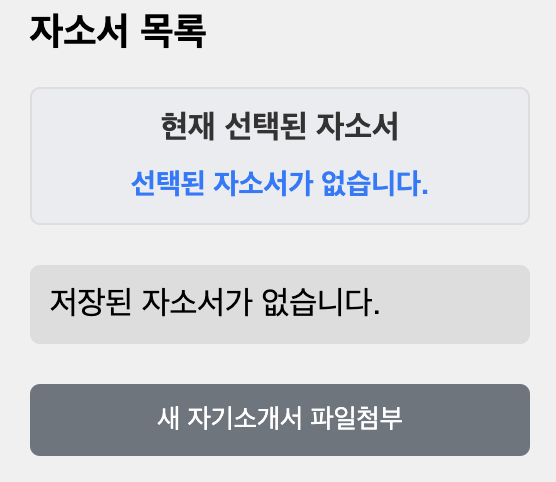 자소서 목록
현재 선택된 자소서
선택된 자소서가 없습니다.
저장된 자소서가 없습니다.
새 자기소개서 파일첨부